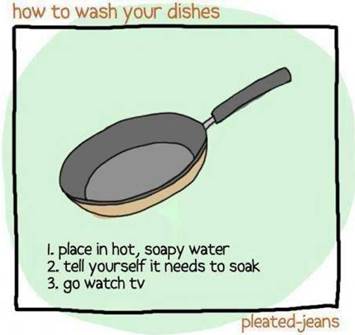 how to wash your dishes
1. place in hot, soapy water
2. tell yourself it needs to soak
3. go watch tv
pleated-jeans